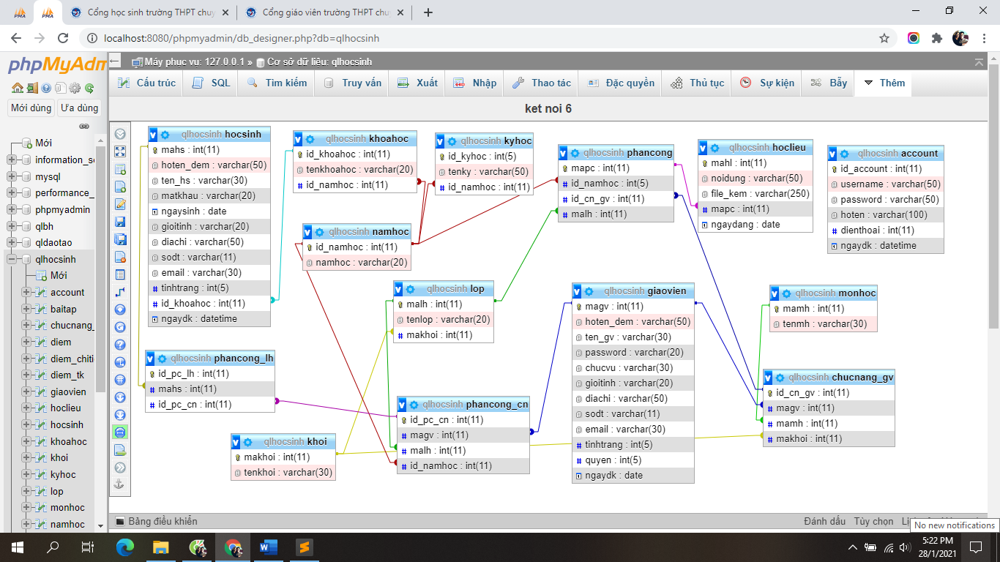 Cổng học sinh trường THPT chuy
Cổng giáo viên trường THPT chu
localhost:8080/phpmyadmin/db_designer.php?db=qlhocsinh
phpMyAdm
Mới dùng
Ưa dùng
Mới
information_s
mysql
performance_
phpmyadmin
qlbh
qldaotao
qlhocsinh
Mới
account
baitap
chucnang_
diem
diem_chiti
diem_tk
giaovien
hoclieu
hocsinh
khoahoc
khoi
kyhoc
lop
monhoc
namhoc
Máy phục vụ: 127.0.0.1 » Cơ sở dữ liệu: qlhocsinh
Cấu trúc SQL Tìm kiếm Truy vấn Xuất Nhập Thao tác Đặc quyền Thủ tục Sự kiện Bẫy Thêm
ket noi 6
qlhocsinh hocsinh
mahs : int(11)
hoten_dem : varchar(50)
ten_hs : varchar(30)
matkhau : varchar(20)
ngaysinh : date
gioitinh : varchar(20)
diachi : varchar(50)
sodt : varchar(11)
email : varchar(30)
tinhtrang : int(5)
id_khoahoc : int(11)
ngaydk : datetime
qlhocsinh khoahoc
id_khoahoc : int(11)
tenkhoahoc : varchar(20)
id_namhoc : int(11)
qlhocsinh kyhoc
id_kyhoc : int(5)
tenky : varchar(50)
id_namhoc : int(11)
qlhocsinh phancong
mapc : int(11)
id_namhoc : int(5)
id_cn_gv : int(11)
malh : int(11)
qlhocsinh hoclieu
mahl : int(11)
noidung : varchar(50)
file_kem : varchar(250)
mapc : int(11)
ngaydang : date
qlhocsinh account
id_account : int(11)
username : varchar(50)
password : varchar(50)
hoten : varchar(100)
dienthoai : int(11)
ngaydk : datetime
qlhocsinh namhoc
id_namhoc : int(11)
namhoc : varchar(20)
qlhocsinh lop
malh : int(11)
tenlop : varchar(20)
makhoi : int(11)
qlhocsinh giaovien
magv : int(11)
hoten_dem : varchar(50)
ten_gv : varchar(30)
password : varchar(20)
chucvu : varchar(30)
gioitinh : varchar(20)
diachi : varchar(50)
sodt : varchar(11)
email : varchar(30)
tinhtrang : int(5)
quyen : int(5)
ngaydk : date
qlhocsinh monhoc
mamh : int(11)
tenmh : varchar(30)
qlhocsinh phancong_lh
id_pc_lh : int(11)
mahs : int(11)
id_pc_cn : int(11)
qlhocsinh chucnang_gv
id_cn_gv : int(11)
magv : int(11)
mamh : int(11)
makhoi : int(11)
qlhocsinh phancong_cn
id_pc_cn : int(11)
magv : int(11)
malh : int(11)
id_namhoc : int(11)
qlhocsinh khoi
makhoi : int(11)
tenkhoi : varchar(30)
Bảng điều khiển
Đánh dấu Tùy chọn
No new notifications
5:22 PM
28/1/2021